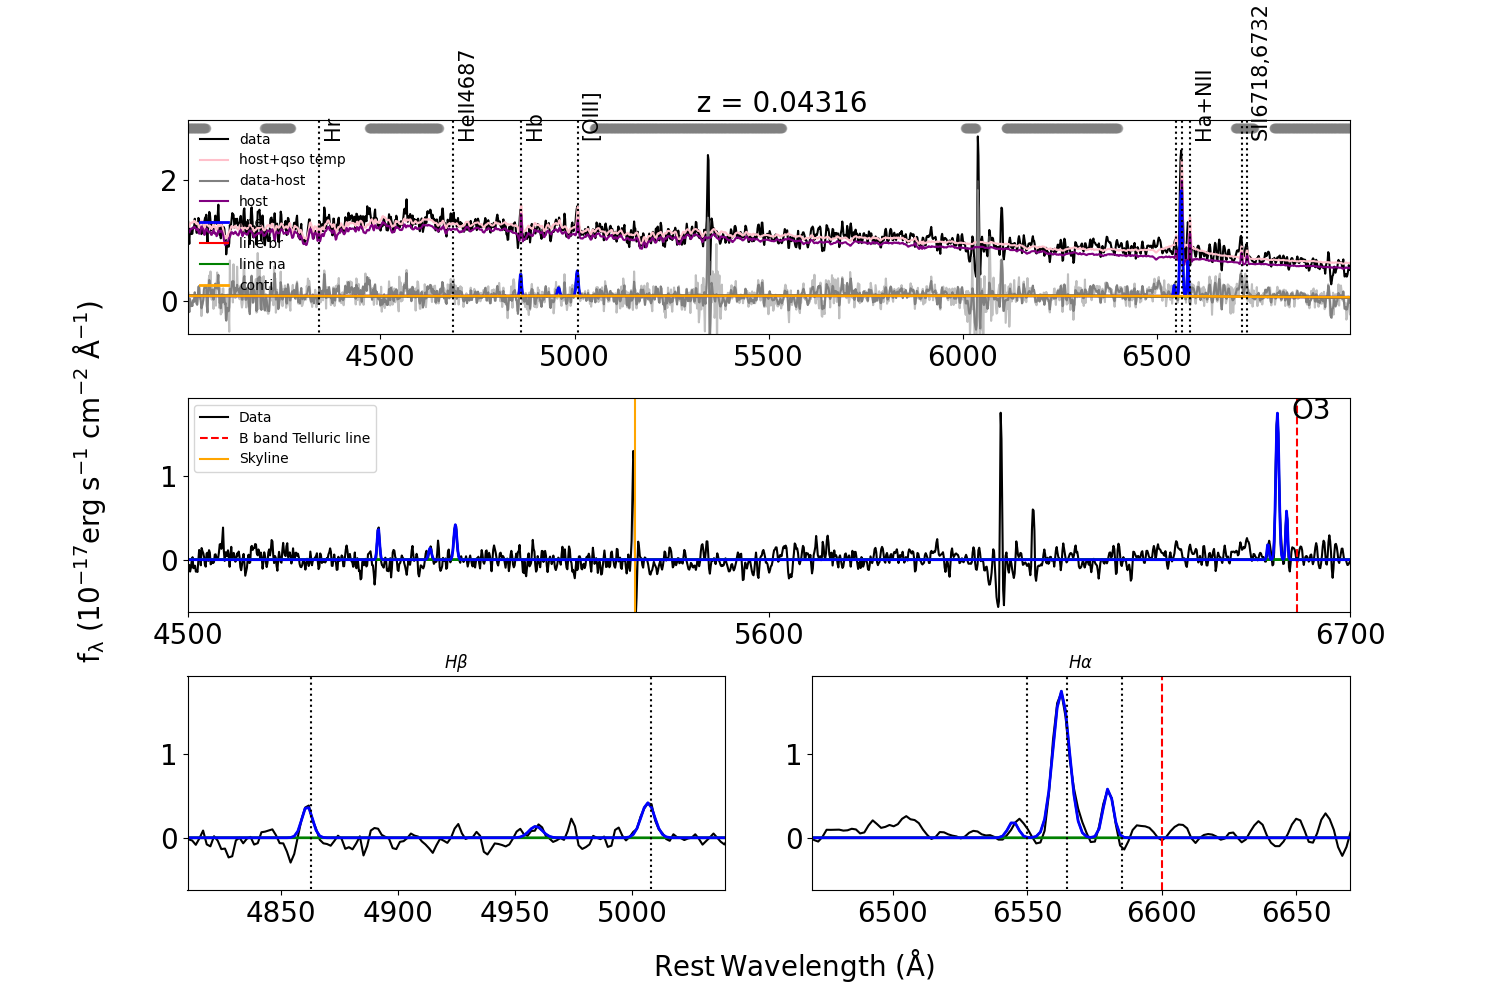 z = 0.04316
Hr
HeII4687
Hb
[OIII]
Ha+NII
SII6718,6732
data
host+qso temp
data-host
host
line br
line na
conti
2
0
4500 5000 5500 6000 6500
O3
Data
B band Telluric line
Skyline
1
0
4500 5600 6700
fλ (10⁻¹⁷erg s⁻¹ cm⁻² Å⁻¹)
Hβ
1
0
4850 4900 4950 5000
Hα
1
0
6500 6550 6600 6650
Rest Wavelength (Å)